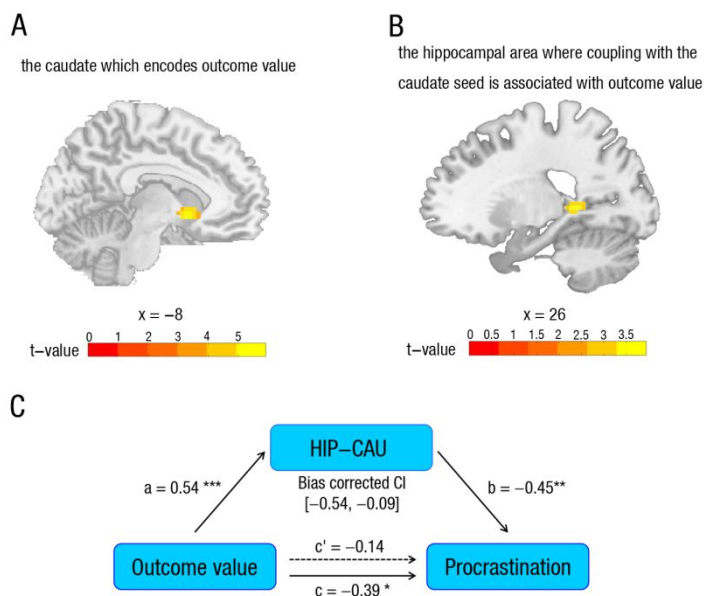 A
the caudate which encodes outcome value
x = −8
0 1 2 3 4 5
t−value
B
the hippocampal area where coupling with the
caudate seed is associated with outcome value
x = 26
0 0.5 1 1.5 2 2.5 3 3.5
t−value
C
HIP−CAU
a = 0.54 ***
Bias corrected CI
[−0.54, −0.09]
b = −0.45**
Outcome value
c' = −0.14
c = −0.39 *
Procrastination